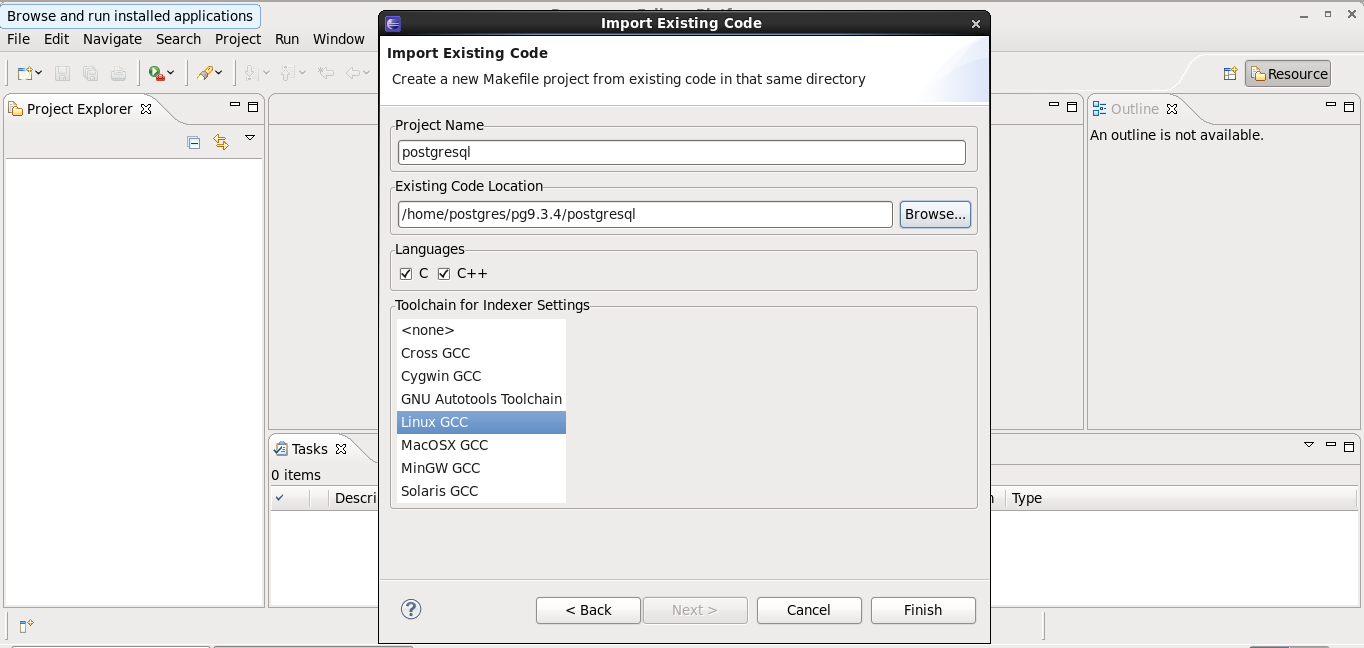 Browse and run installed applications
Import Existing Code
File Edit Navigate Search Project Run Window
Import Existing Code
Create a new Makefile project from existing code in that same directory
Resource
Project Explorer
Outline
An outline is not available.
Project Name
postgresql
Existing Code Location
/home/postgres/pg9.3.4/postgresql
Browse...
Languages
C C++
Toolchain for Indexer Settings
<none>
Cross GCC
Cygwin GCC
GNU Autotools Toolchain
Linux GCC
MacOSX GCC
MinGW GCC
Solaris GCC
Tasks
0 items
Descri
Type
< Back Next > Cancel Finish